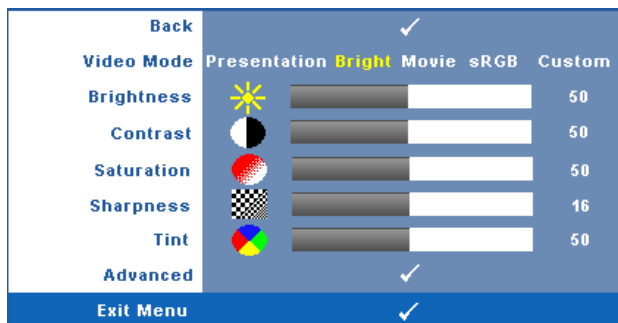 Back
Video Mode Presentation Bright Movie sRGB Custom
Brightness 50
Contrast 50
Saturation 50
Sharpness 16
Tint 50
Advanced
Exit Menu